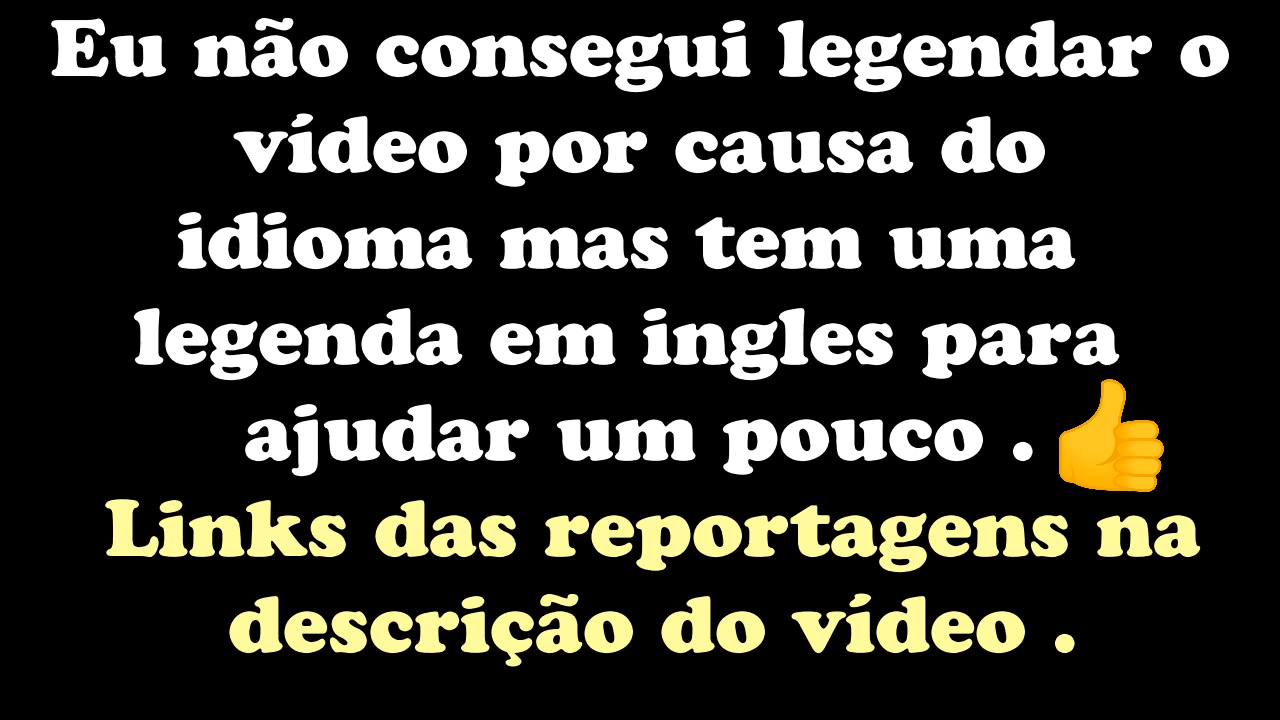 Eu não consegui legendar o
vídeo por causa do
idioma mas tem uma
legenda em ingles para
ajudar um pouco . 👍
Links das reportagens na
descrição do vídeo .